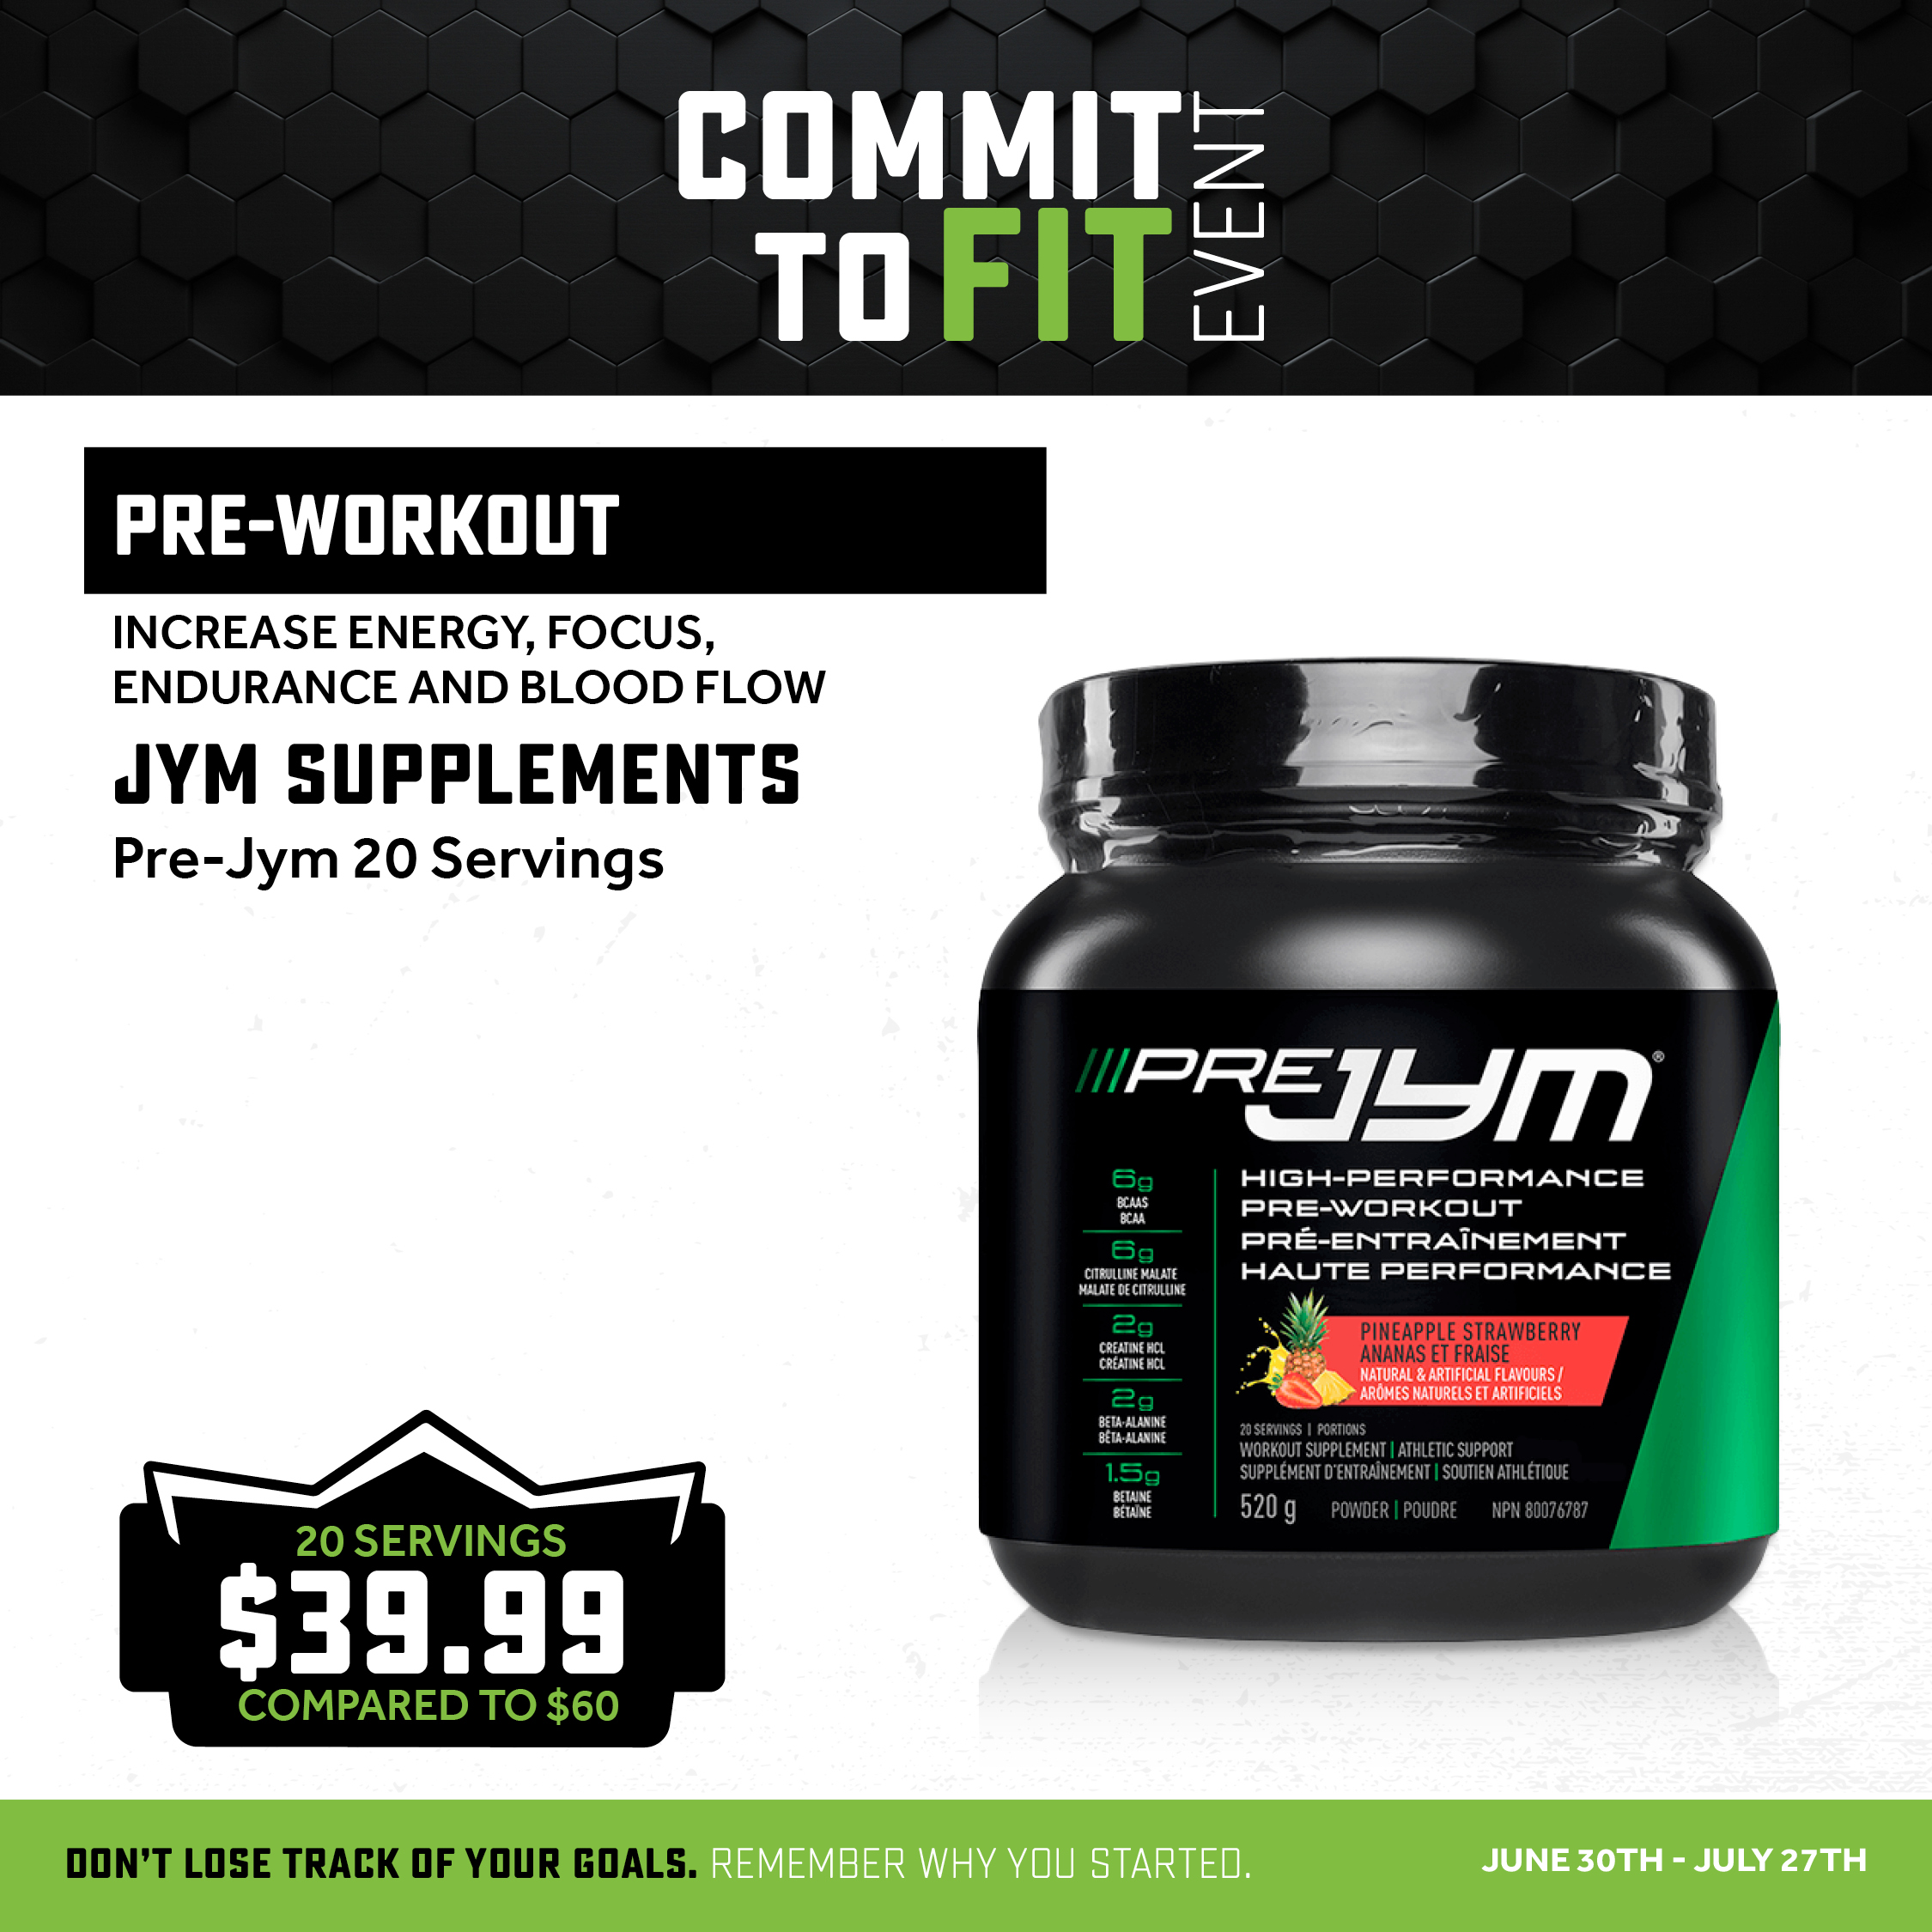 COMMIT
TO FIT
EVENT
PRE-WORKOUT
INCREASE ENERGY, FOCUS,
ENDURANCE AND BLOOD FLOW
JYM SUPPLEMENTS
Pre-Jym 20 Servings
///PRE JYM®
6g
BCAAS
BCAA
6g
CITRULLINE MALATE
MALATE DE CITRULLINE
2g
CREATINE HCL
CRÉATINE HCL
2g
BETA-ALANINE
BÊTA-ALANINE
1.5g
BETAINE
BÉTAÏNE
HIGH-PERFORMANCE
PRE-WORKOUT
PRÉ-ENTRAÎNEMENT
HAUTE PERFORMANCE
PINEAPPLE STRAWBERRY
ANANAS ET FRAISE
NATURAL & ARTIFICIAL FLAVOURS /
ARÔMES NATURELS ET ARTIFICIELS
20 SERVINGS | PORTIONS
WORKOUT SUPPLEMENT | ATHLETIC SUPPORT
SUPPLÉMENT D'ENTRAÎNEMENT | SOUTIEN ATHLÉTIQUE
520 g POWDER | POUDRE NPN 80076787
20 SERVINGS
$39.99
COMPARED TO $60
DON'T LOSE TRACK OF YOUR GOALS. REMEMBER WHY YOU STARTED. JUNE 30TH - JULY 27TH